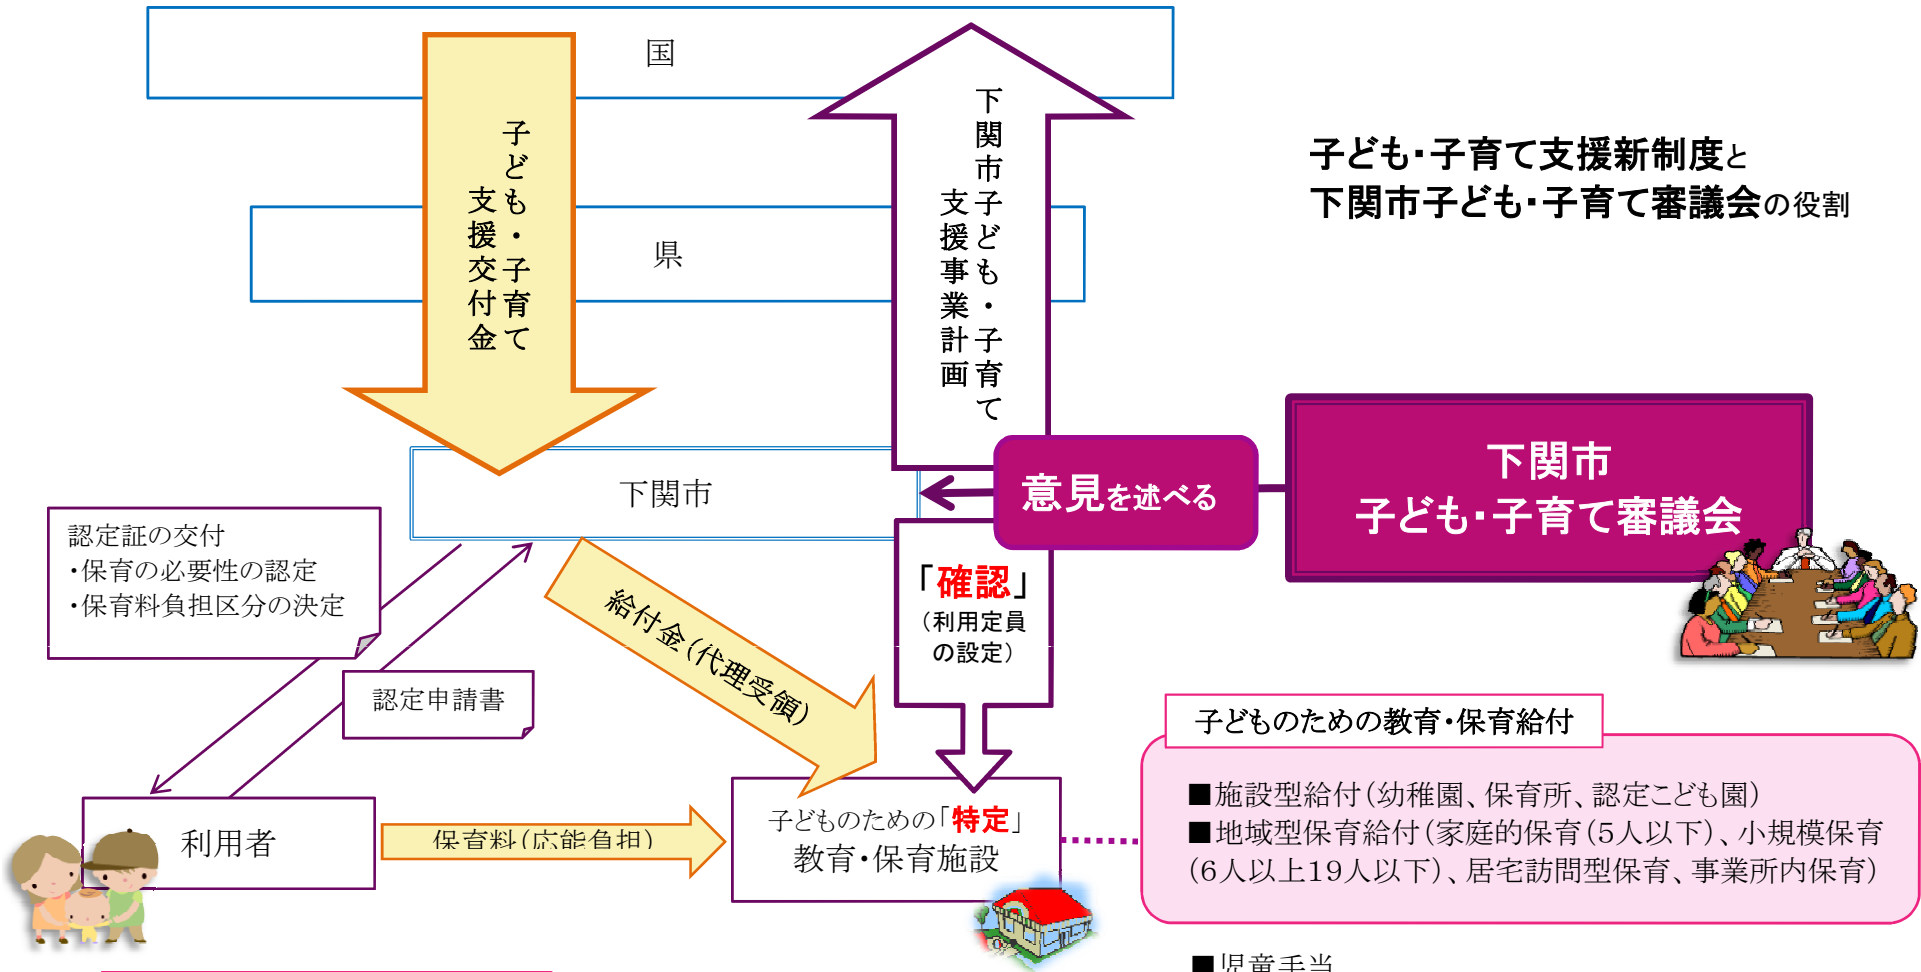 国
子ども・子育て
支援交付金
下関市子ども・子育て
支援事業計画
子ども・子育て支援新制度と
下関市子ども・子育て審議会の役割
県
下関市
子ども・子育て審議会
意見を述べる
下関市
認定証の交付
・保育の必要性の認定
・保育料負担区分の決定
認定申請書
給付金(代理受領)
「確認」
(利用定員
の設定)
子どものための教育・保育給付
■施設型給付(幼稚園、保育所、認定こども園)
■地域型保育給付(家庭的保育(5人以下)、小規模保育
(6人以上19人以下)、居宅訪問型保育、事業所内保育)
利用者
保育料(応能負担)
子どものための「特定」
教育・保育施設
■児童手当